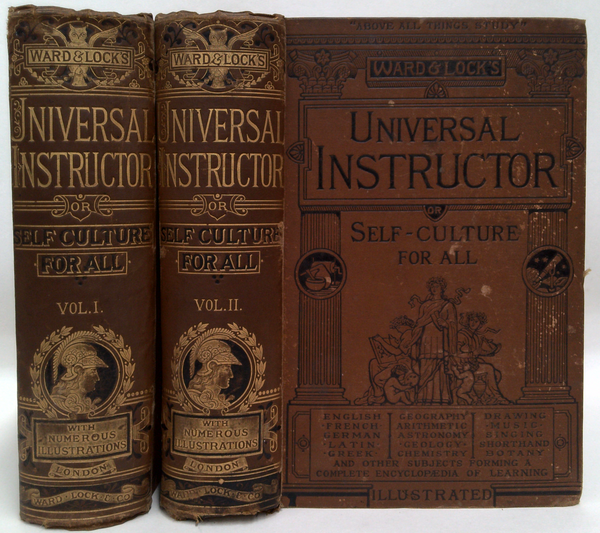 WARD & LOCK'S
UNIVERSAL
INSTRUCTOR
OR
SELF CULTURE
FOR ALL
VOL. I.
WITH
NUMEROUS
ILLUSTRATIONS
LONDON
WARD·LOCK & CO
WARD & LOCK'S
UNIVERSAL
INSTRUCTOR
OR
SELF CULTURE
FOR ALL
VOL. II.
WITH
NUMEROUS
ILLUSTRATIONS
LONDON
WARD LOCK & CO
"ABOVE ALL THINGS,
WARD & LOCK'S
UNIVERSAL
INSTRUCTOR
OR
SELF-CULTURE
FOR ALL
ENGLISH GEOGRAPHY DRAWING
·FRENCH ARITHMETIC ·MUSIC·
GERMAN ASTRONOMY SINGING
·LATIN ·GEOLOGY· SHORTHAND
GREEK· CHEMISTRY BOTANY
AND OTHER SUBJECTS FORMING A
COMPLETE ENCYCLOPÆDIA OF LEARNING
ILLUSTRATED